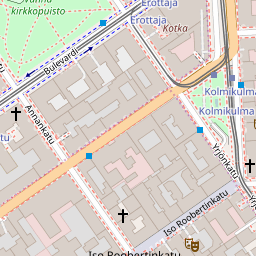 Vanha
kirkkopuisto
Erottaja
Erottaja
Kotka
Bulevardi
Kolmikulma
Kolmikulma
Annankatu
Yrjönkatu
Iso Roobertinkatu
Iso Roobertinkatu